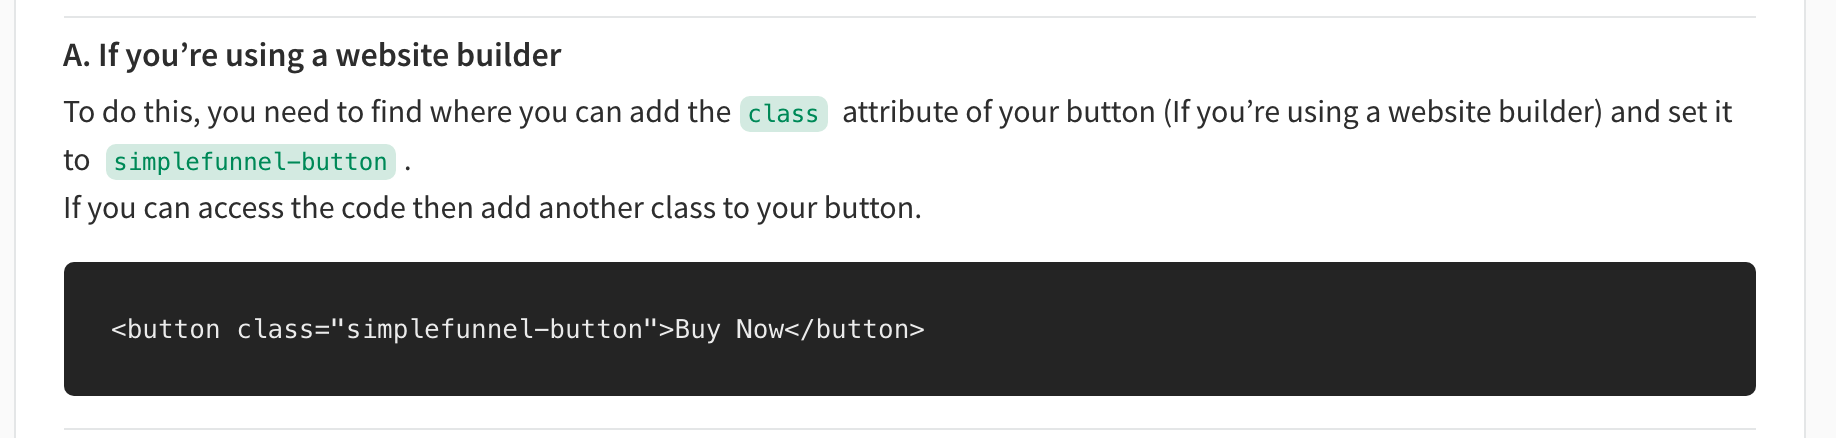 A. If you’re using a website builder
To do this, you need to find where you can add the class attribute of your button (If you’re using a website builder) and set it
to simplefunnel-button .
If you can access the code then add another class to your button.
<button class="simplefunnel-button">Buy Now</button>